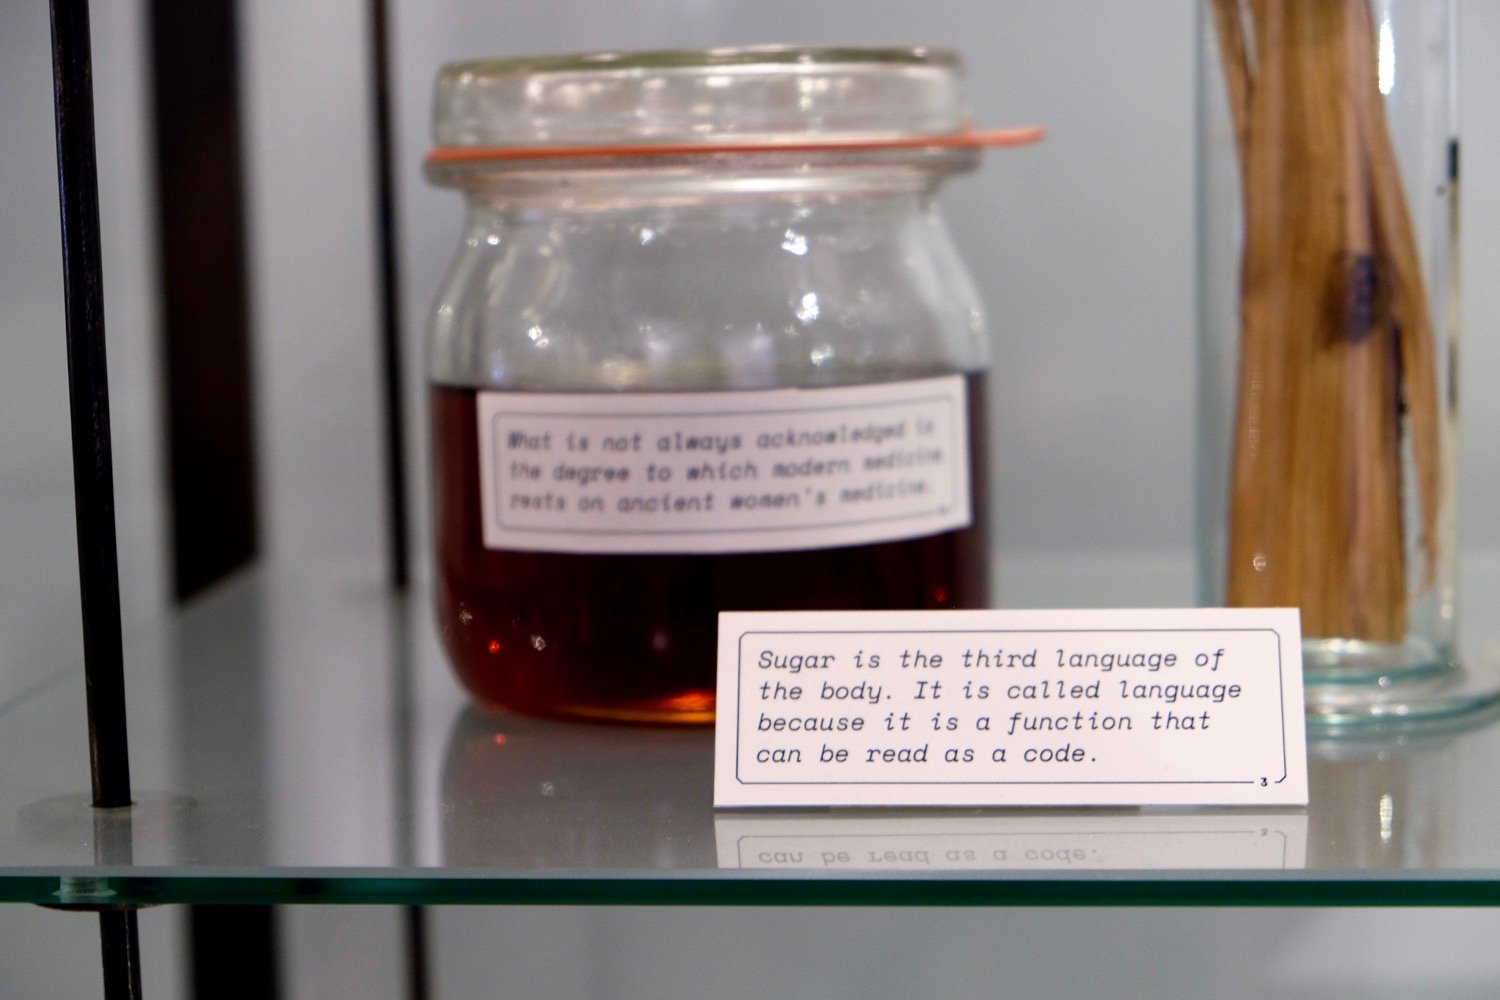 What is not always acknowledged is
the degree to which modern medicine
rests on ancient women's medicine.
Sugar is the third language of
the body. It is called language
because it is a function that
can be read as a code.
3